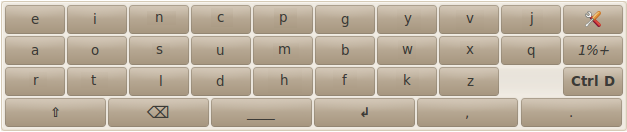 e i n c p g y v j
a o s u m b w x q 1%+
r t l d h f k z Ctrl D
⇧ ⌫ ___ ↲ , .